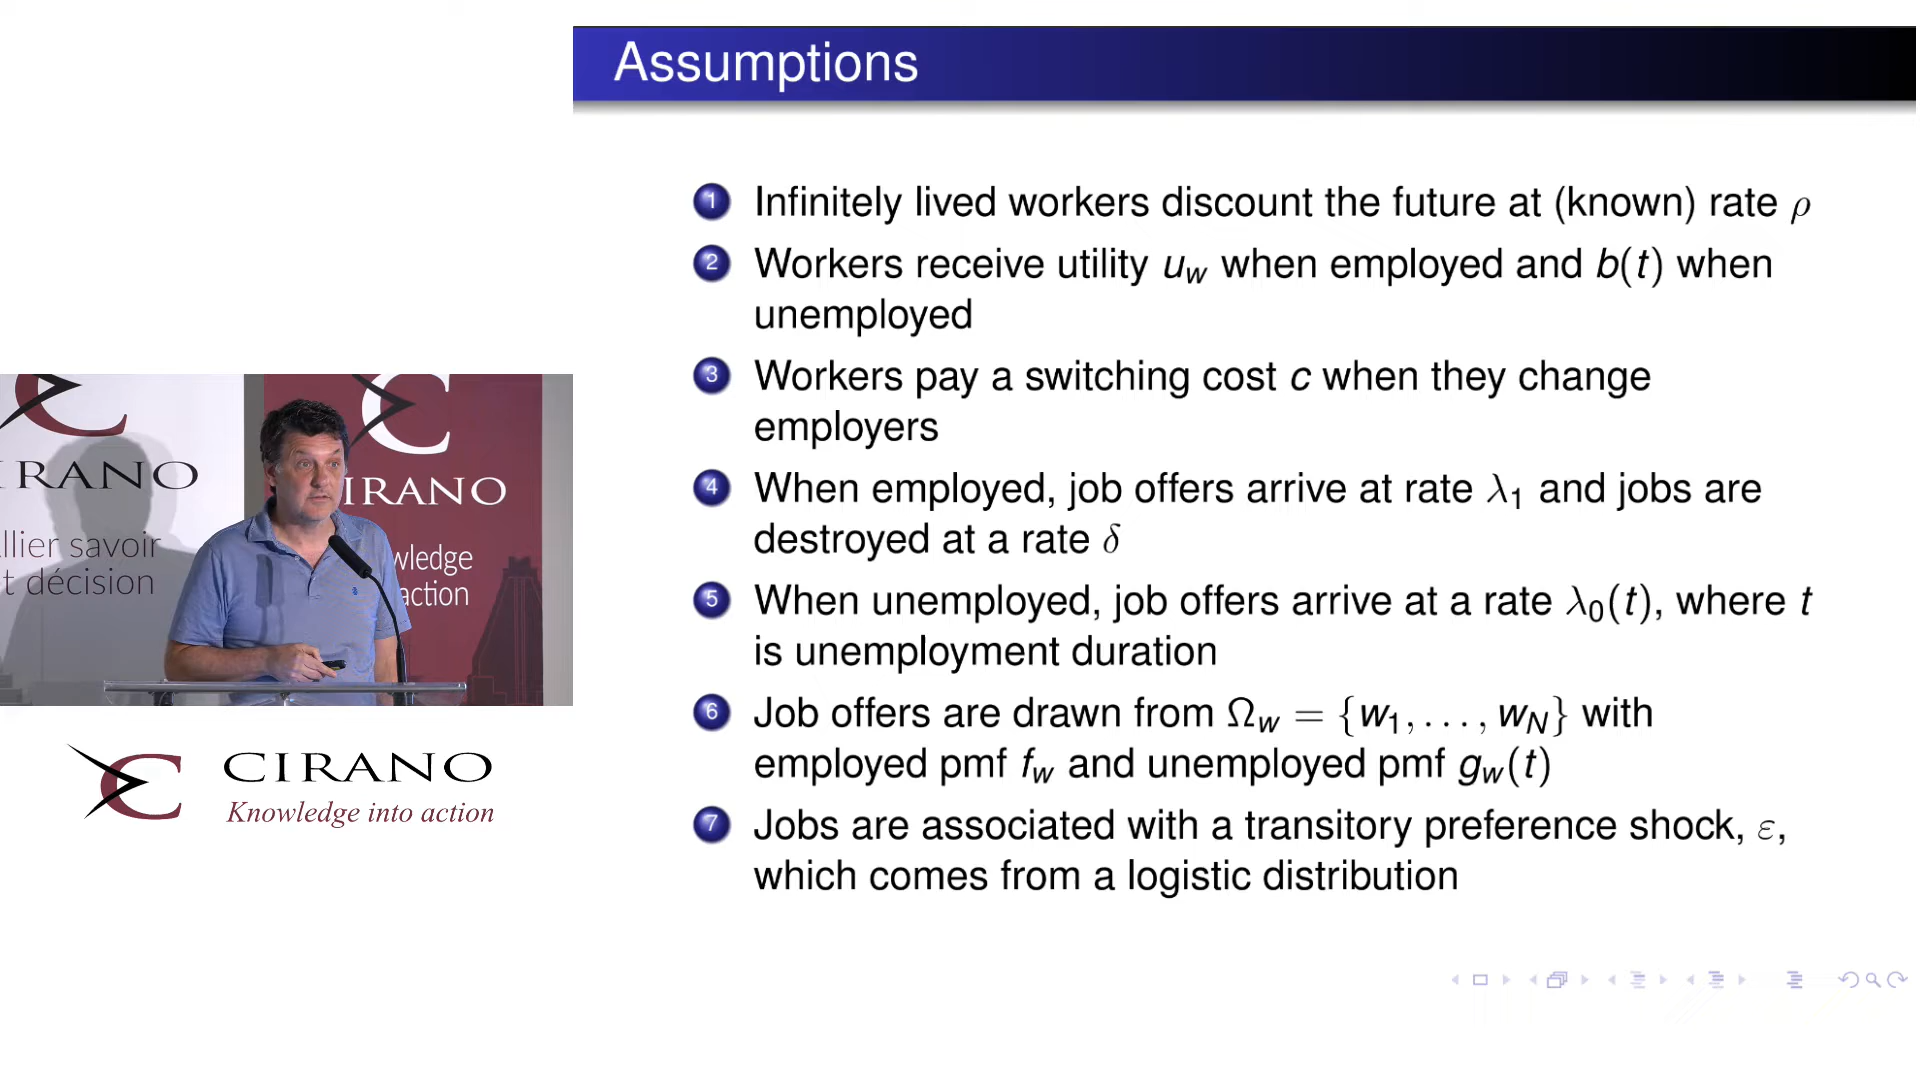 Assumptions
1 Infinitely lived workers discount the future at (known) rate ρ
2 Workers receive utility u_w when employed and b(t) when
unemployed
3 Workers pay a switching cost c when they change
employers
4 When employed, job offers arrive at rate λ₁ and jobs are
destroyed at a rate δ
5 When unemployed, job offers arrive at a rate λ₀(t), where t
is unemployment duration
6 Job offers are drawn from Ω_w = {w₁, . . . , w_N} with
employed pmf f_w and unemployed pmf g_w(t)
7 Jobs are associated with a transitory preference shock, ε,
which comes from a logistic distribution
IRANO
llier savoir
t décision
IRANO
wledge
action
CIRANO
Knowledge into action